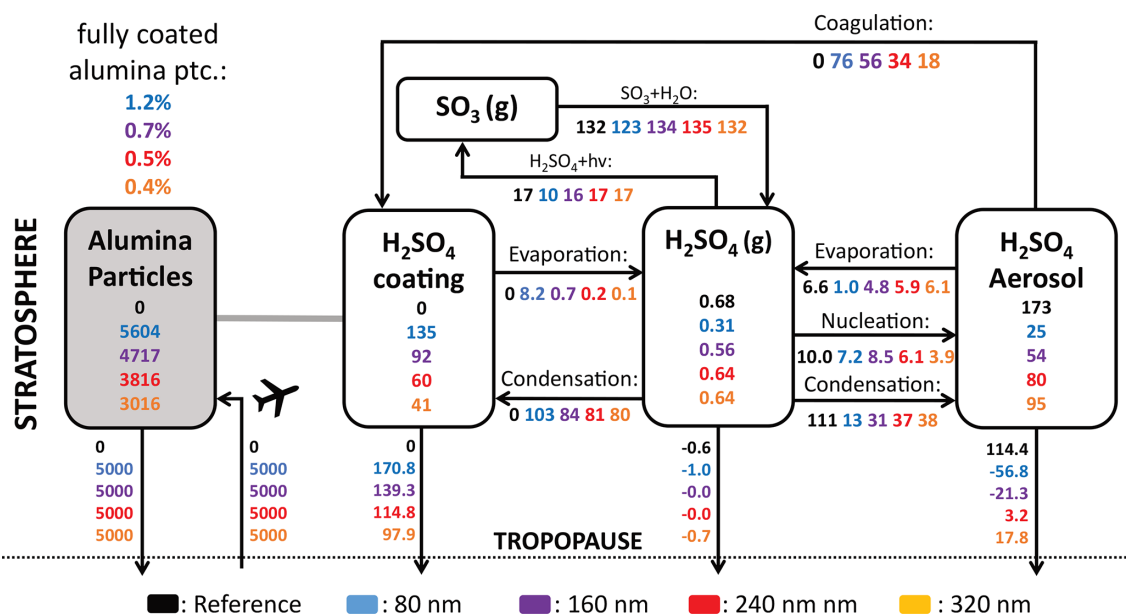 fully coated
alumina ptc.:
1.2%
0.7%
0.5%
0.4%
Coagulation:
0 76 56 34 18
SO₃ (g)
SO₃+H₂O:
132 123 134 135 132
H₂SO₄+hv:
17 10 16 17 17
STRATOSPHERE
Alumina
Particles
0
5604
4717
3816
3016
H₂SO₄
coating
0
135
92
60
41
Evaporation:
0 8.2 0.7 0.2 0.1
Condensation:
0 103 84 81 80
H₂SO₄ (g)
0.68
0.31
0.56
0.64
0.64
Evaporation:
6.6 1.0 4.8 5.9 6.1
Nucleation:
10.0 7.2 8.5 6.1 3.9
Condensation:
111 13 31 37 38
H₂SO₄
Aerosol
173
25
54
80
95
0
5000
5000
5000
5000
0
5000
5000
5000
5000
0
170.8
139.3
114.8
97.9
-0.6
-1.0
-0.0
-0.0
-0.7
114.4
-56.8
-21.3
3.2
17.8
TROPOPAUSE
: Reference : 80 nm : 160 nm : 240 nm nm : 320 nm